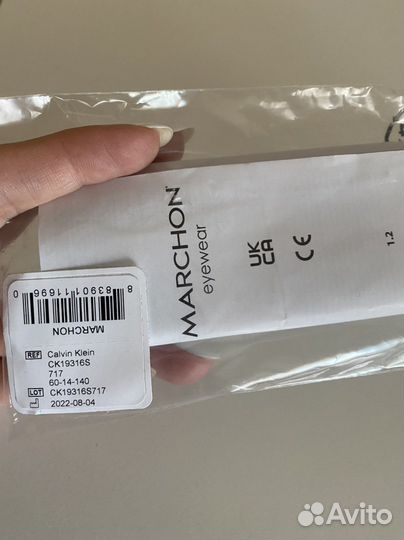 MARCHON
eyewear
UK
CA
CE
1.2
8 83901 11696 0
MARCHON
REF Calvin Klein
CK19316S
717
60-14-140
LOT CK19316S717
2022-08-04
Avito